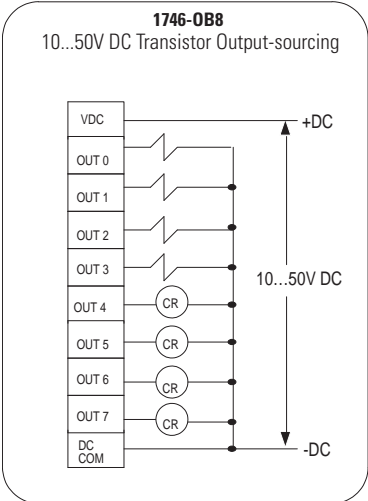 1746-OB8
10...50V DC Transistor Output-sourcing
VDC
+DC
OUT 0
OUT 1
OUT 2
OUT 3
10...50V DC
OUT 4
CR
OUT 5
CR
OUT 6
CR
OUT 7
CR
DC
COM
-DC